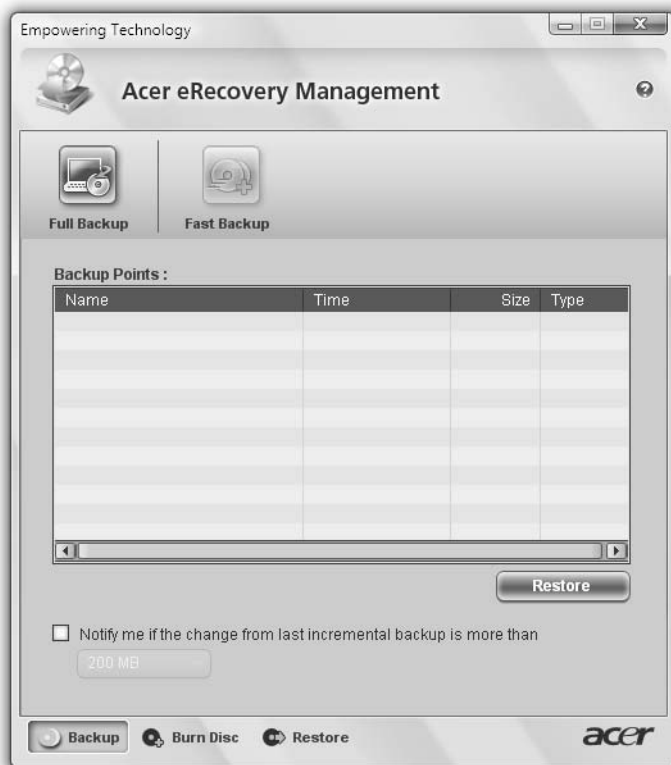 Empowering Technology
Acer eRecovery Management
Full Backup Fast Backup
Backup Points :
Name Time Size Type
Restore
Notify me if the change from last incremental backup is more than
200 MB
Backup Burn Disc Restore acer